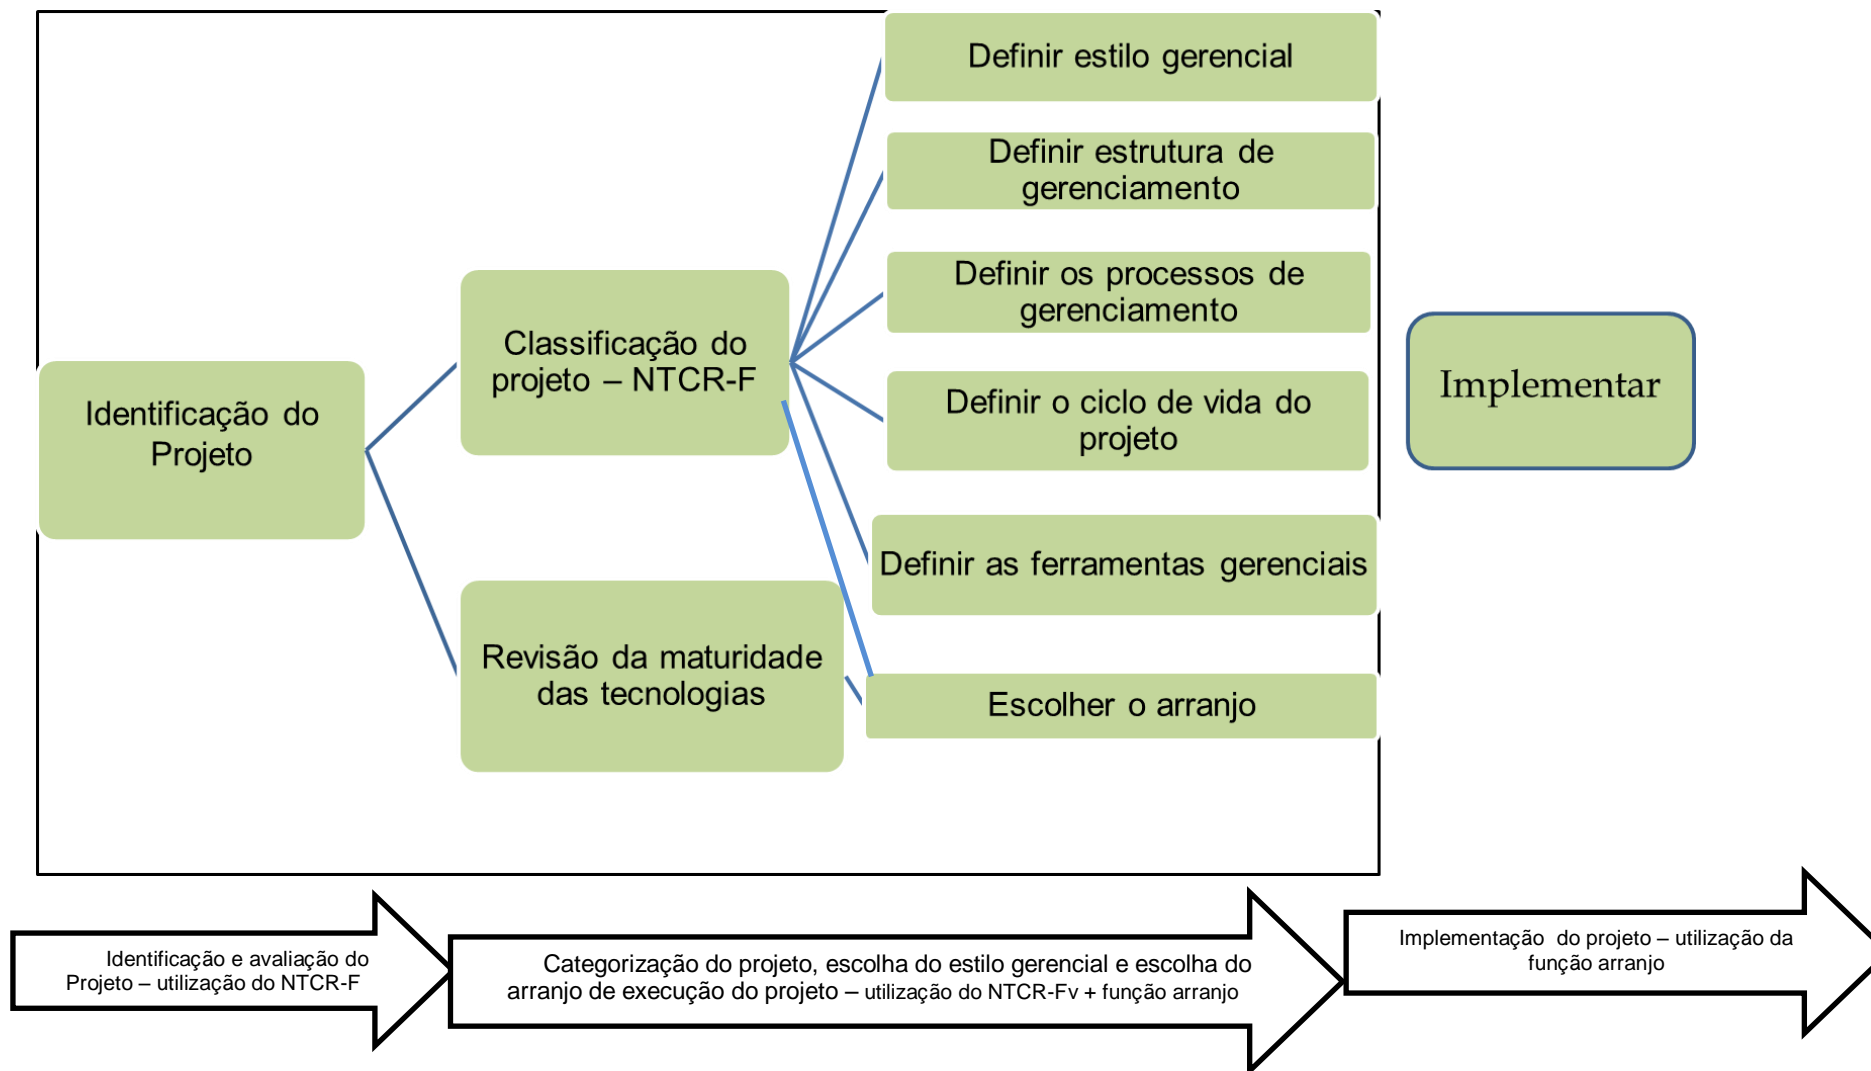 Definir estilo gerencial
Definir estrutura de
gerenciamento
Definir os processos de
gerenciamento
Classificação do
projeto – NTCR-F
Implementar
Identificação do
Projeto
Definir o ciclo de vida do
projeto
Definir as ferramentas gerenciais
Revisão da maturidade
das tecnologias
Escolher o arranjo
Identificação e avaliação do
Projeto – utilização do NTCR-F
Categorização do projeto, escolha do estilo gerencial e escolha do
arranjo de execução do projeto – utilização do NTCR-Fv + função arranjo
Implementação do projeto – utilização da
função arranjo